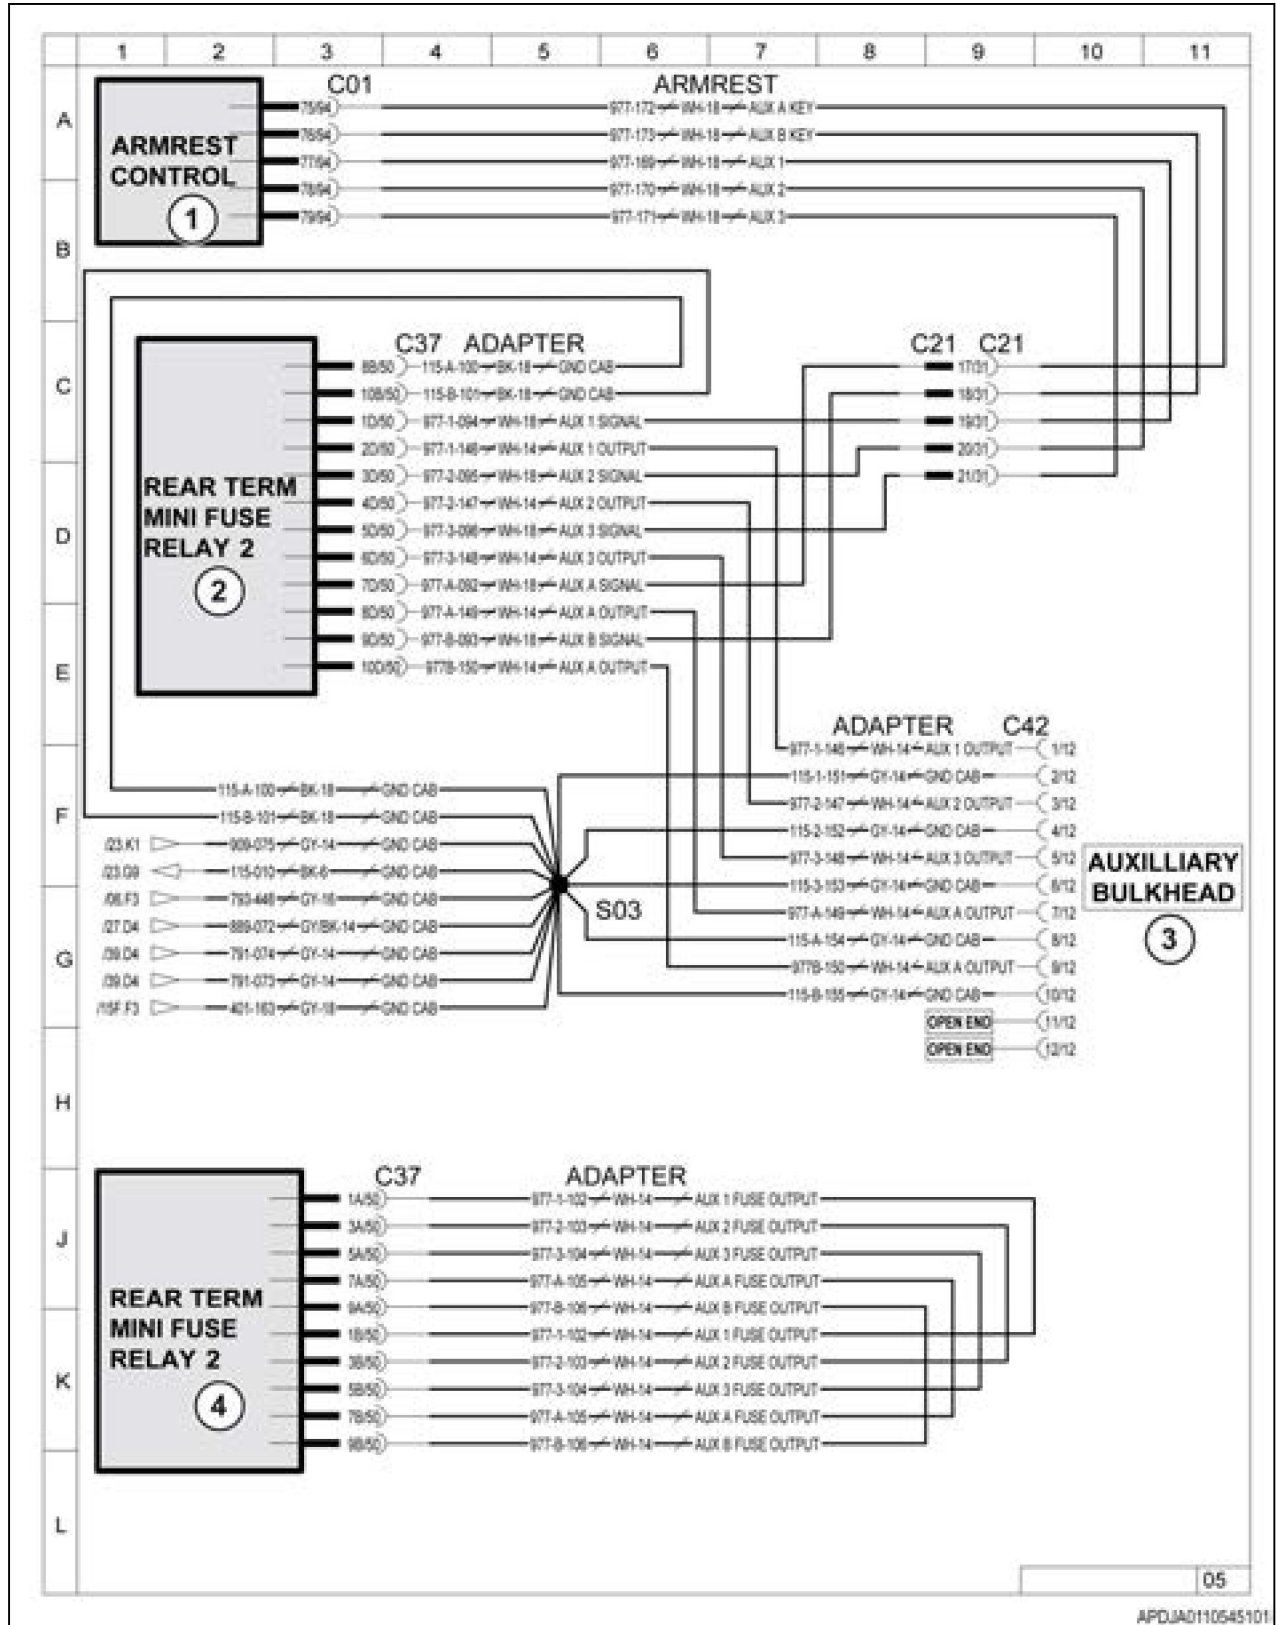 1 2 3 4 5 6 7 8 9 10 11
A
B
C
D
E
F
G
H
J
K
L
C01 ARMREST
ARMREST
CONTROL
1
75/94 977-172 WH-18 AUX A KEY
76/94 977-173 WH-18 AUX B KEY
77/94 977-169 WH-18 AUX 1
78/94 977-170 WH-18 AUX 2
79/94 977-171 WH-18 AUX 3
C37 ADAPTER
REAR TERM
MINI FUSE
RELAY 2
2
8B/50 115-A-100 BK-18 GND CAB
10B/50 115-B-101 BK-18 GND CAB
1D/50 977-1-094 WH-18 AUX 1 SIGNAL
2D/50 977-1-146 WH-14 AUX 1 OUTPUT
3D/50 977-2-095 WH-18 AUX 2 SIGNAL
4D/50 977-2-147 WH-14 AUX 2 OUTPUT
5D/50 977-3-096 WH-18 AUX 3 SIGNAL
6D/50 977-3-148 WH-14 AUX 3 OUTPUT
7D/50 977-A-092 WH-18 AUX A SIGNAL
8D/50 977-A-149 WH-14 AUX A OUTPUT
9D/50 977-B-093 WH-18 AUX B SIGNAL
10D/50 977B-150 WH-14 AUX A OUTPUT
C21 C21
17/31
18/31
19/31
20/31
21/31
115-A-100 BK-18 GND CAB
115-B-101 BK-18 GND CAB
/23.K1 909-075 GY-14 GND CAB
/23.G9 115-010 BK-6 GND CAB
/06.F3 793-446 GY-16 GND CAB
/27.D4 889-072 GY/BK-14 GND CAB
/39.D4 791-074 GY-14 GND CAB
/39.D4 791-073 GY-14 GND CAB
/15F.F3 401-163 GY-18 GND CAB
S03
ADAPTER C42
977-1-146 WH-14 AUX 1 OUTPUT 1/12
115-1-151 GY-14 GND CAB 2/12
977-2-147 WH-14 AUX 2 OUTPUT 3/12
115-2-152 GY-14 GND CAB 4/12
977-3-148 WH-14 AUX 3 OUTPUT 5/12
115-3-153 GY-14 GND CAB 6/12
977-A-149 WH-14 AUX A OUTPUT 7/12
115-A-154 GY-14 GND CAB 8/12
977B-150 WH-14 AUX A OUTPUT 9/12
115-B-155 GY-14 GND CAB 10/12
OPEN END 11/12
OPEN END 12/12
AUXILLIARY
BULKHEAD
3
C37 ADAPTER
REAR TERM
MINI FUSE
RELAY 2
4
1A/50 977-1-102 WH-14 AUX 1 FUSE OUTPUT
3A/50 977-2-103 WH-14 AUX 2 FUSE OUTPUT
5A/50 977-3-104 WH-14 AUX 3 FUSE OUTPUT
7A/50 977-A-105 WH-14 AUX A FUSE OUTPUT
9A/50 977-B-106 WH-14 AUX B FUSE OUTPUT
1B/50 977-1-102 WH-14 AUX 1 FUSE OUTPUT
3B/50 977-2-103 WH-14 AUX 2 FUSE OUTPUT
5B/50 977-3-104 WH-14 AUX 3 FUSE OUTPUT
7B/50 977-A-105 WH-14 AUX A FUSE OUTPUT
9B/50 977-B-106 WH-14 AUX B FUSE OUTPUT
05
APDJA0110545101